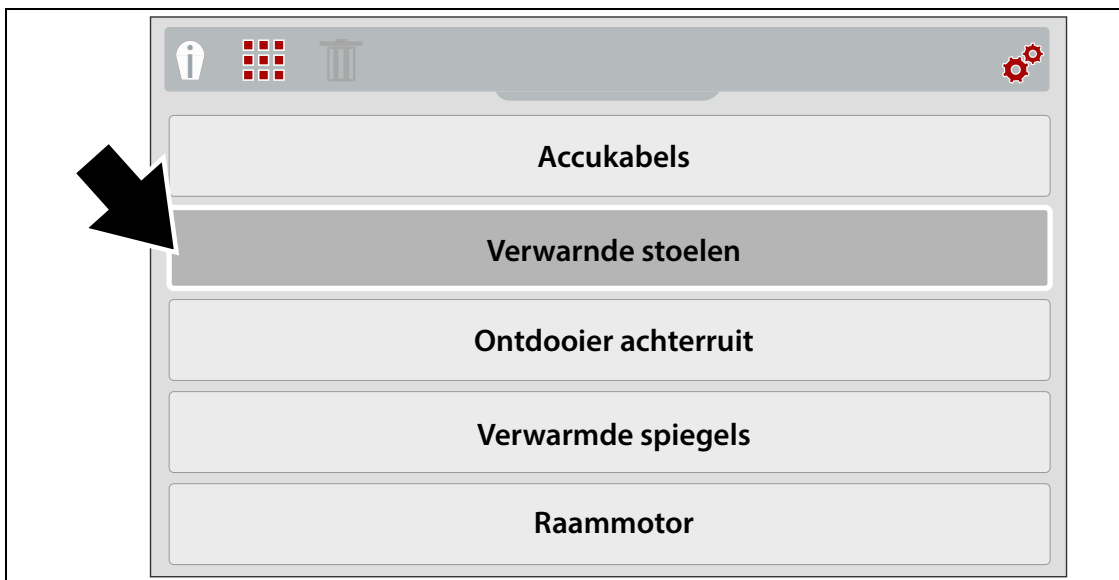 Accukabels
Verwarnde stoelen
Ontdooier achterruit
Verwarmde spiegels
Raammotor